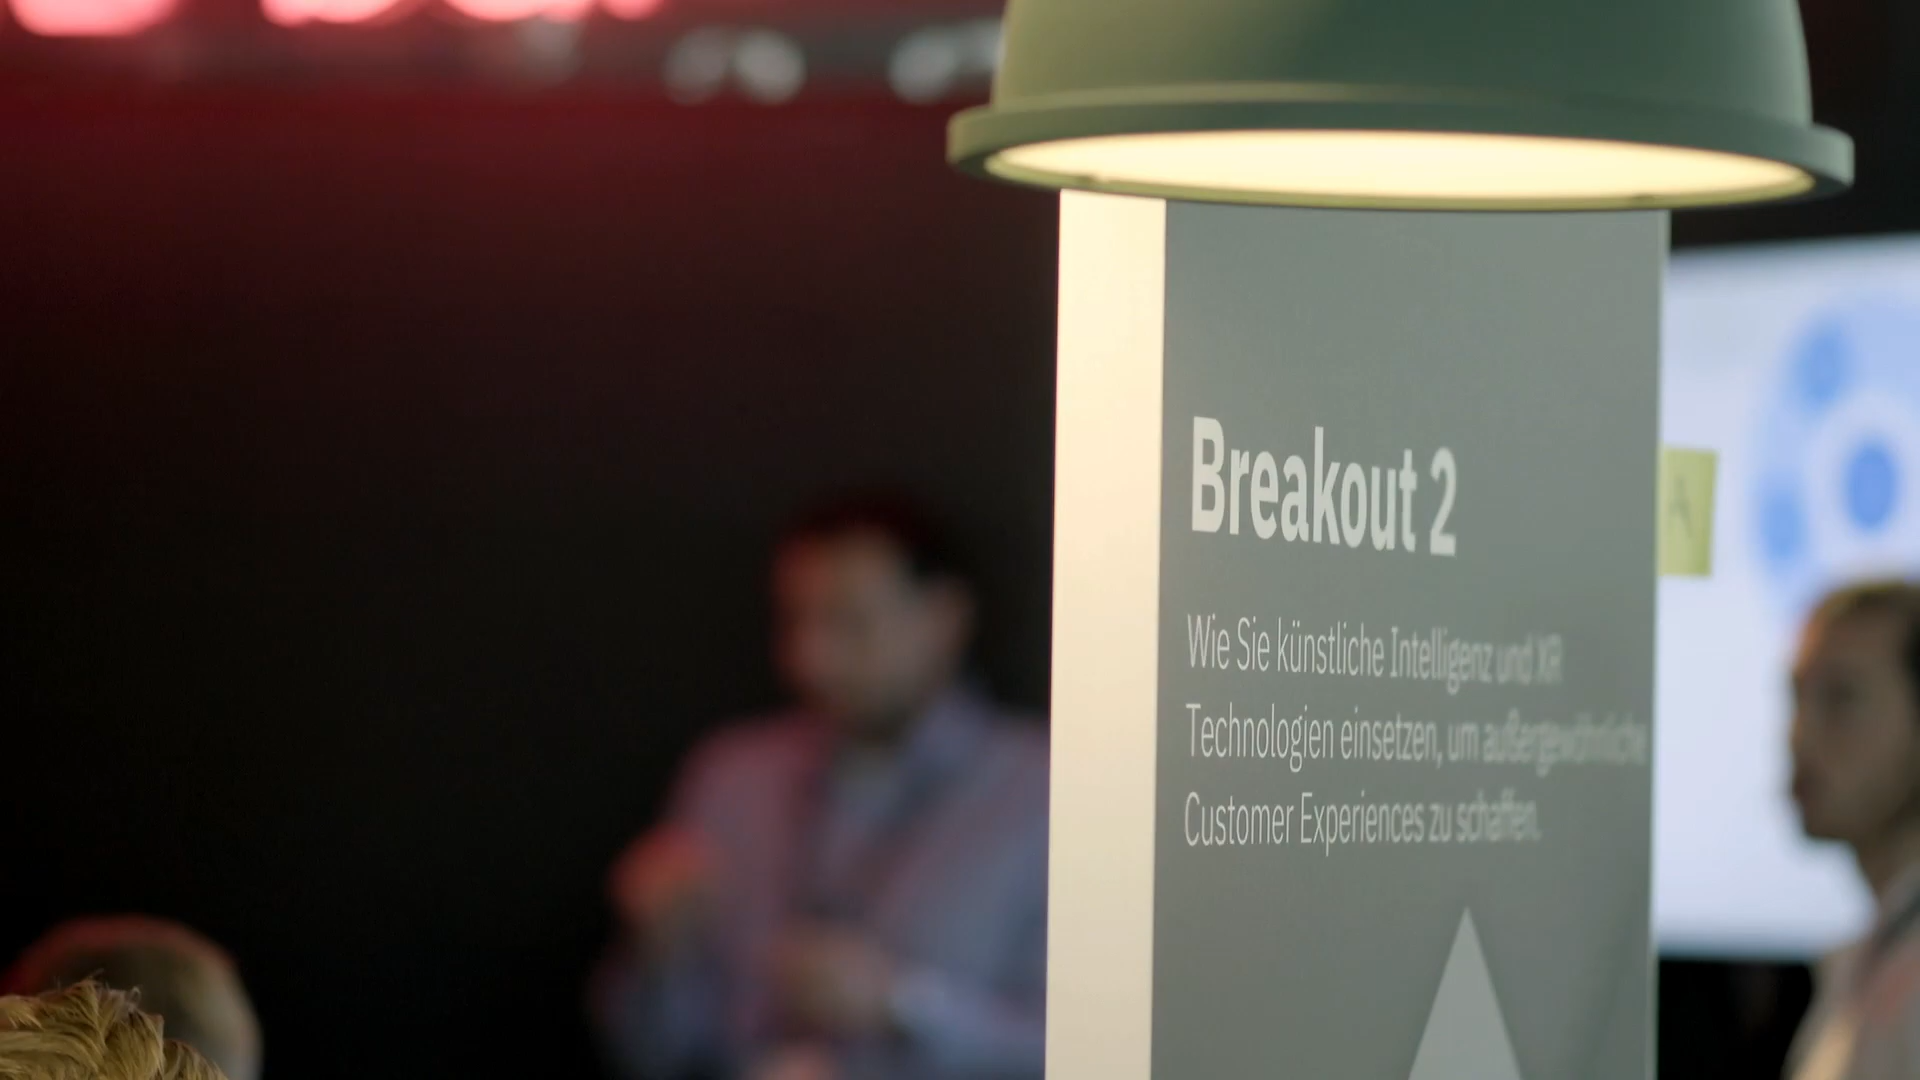 Breakout 2
Wie Sie künstliche Intelligenz und XR
Technologien einsetzen, um außergewöhnliche
Customer Experiences zu schaffen.